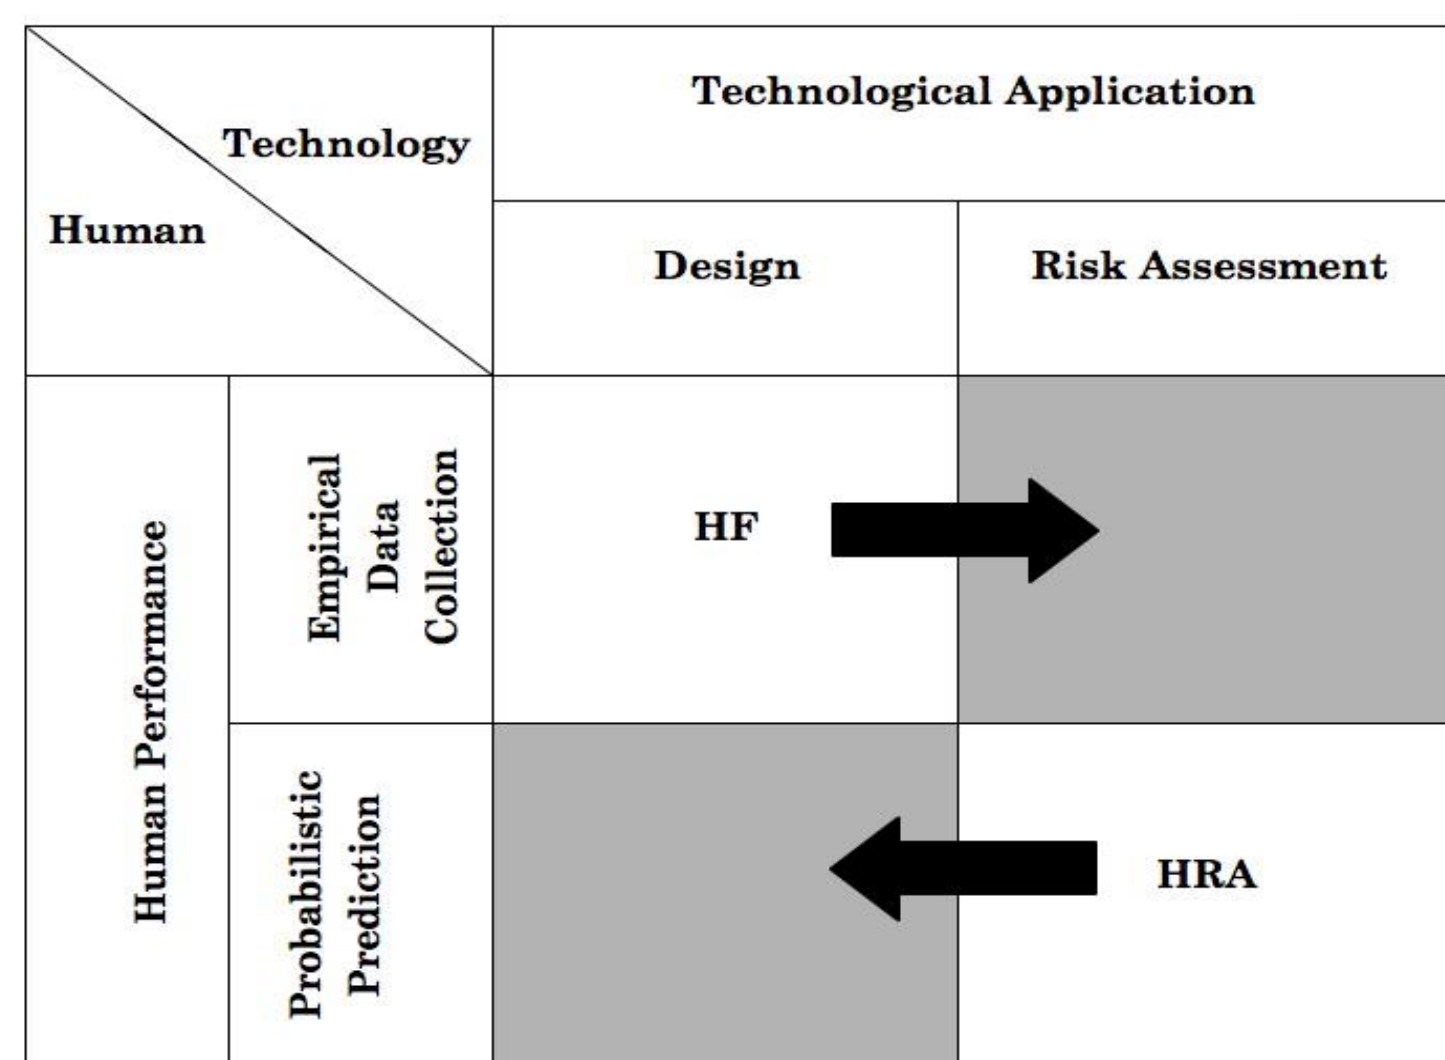 Technological Application
Technology
Human
Design
Risk Assessment
Human Performance
Empirical
Data
Collection
HF
Probabilistic
Prediction
HRA